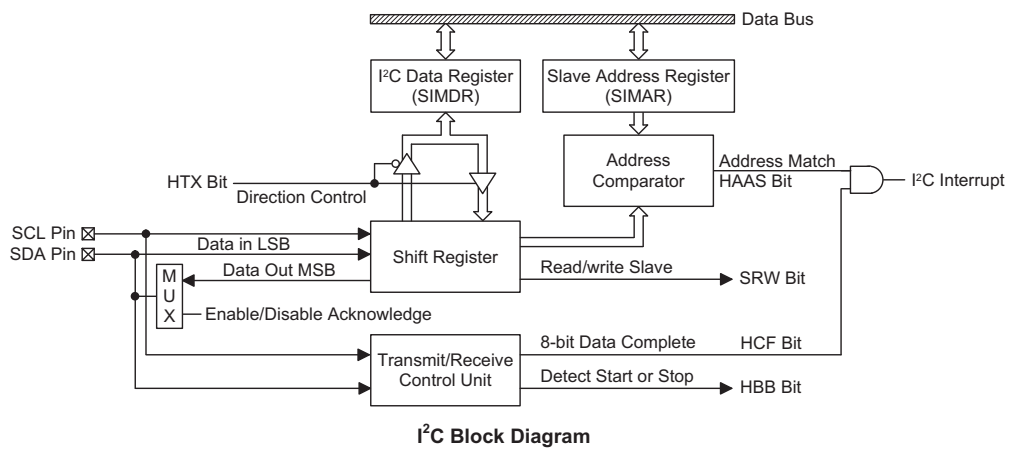 Data Bus
I²C Data Register
(SIMDR)
Slave Address Register
(SIMAR)
HTX Bit
Direction Control
Address
Comparator
Address Match
HAAS Bit
I²C Interrupt
SCL Pin
SDA Pin
Data in LSB
Shift Register
Data Out MSB
Read/write Slave
SRW Bit
M
U
X
Enable/Disable Acknowledge
Transmit/Receive
Control Unit
8-bit Data Complete
HCF Bit
Detect Start or Stop
HBB Bit
I²C Block Diagram